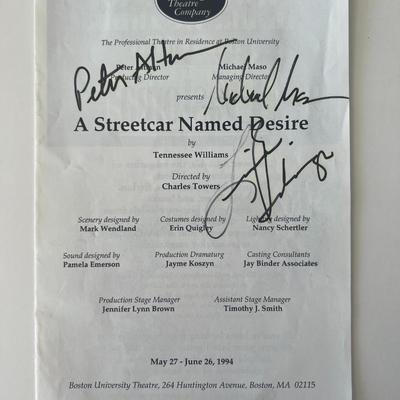 Theatre
Company
The Professional Theatre in Residence at Boston University
Peter Altman
Producing Director
Michael Maso
Managing Director
Peter Altman
Michael Maso
presents
A Streetcar Named Desire
by
Tennessee Williams
Directed by
Charles Towers
Scenery designed by
Mark Wendland
Costumes designed by
Erin Quigley
Lighting designed by
Nancy Schertler
Sound designed by
Pamela Emerson
Production Dramaturg
Jayme Koszyn
Casting Consultants
Jay Binder Associates
Production Stage Manager
Jennifer Lynn Brown
Assistant Stage Manager
Timothy J. Smith
May 27 - June 26, 1994
Boston University Theatre, 264 Huntington Avenue, Boston, MA 02115